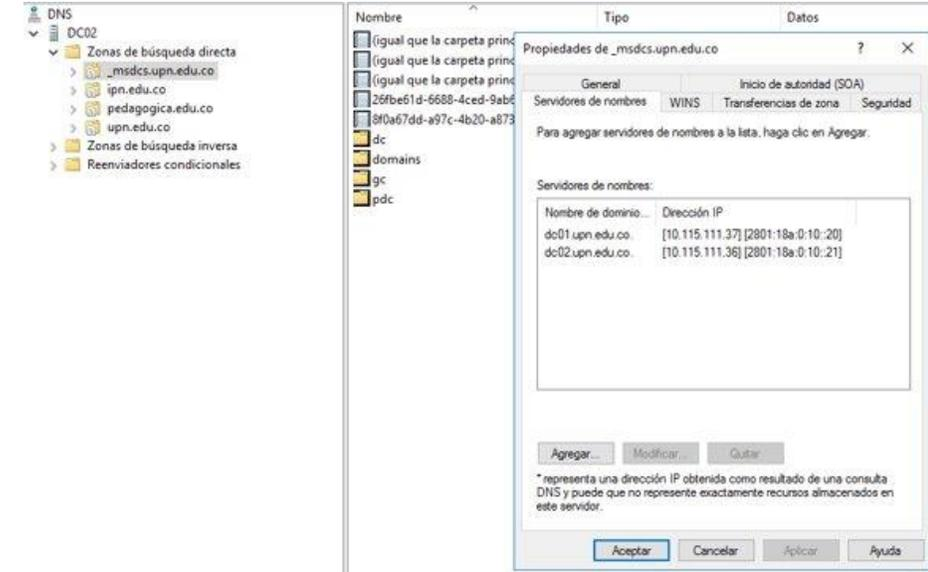 DNS
DC02
Zonas de búsqueda directa
_msdcs.upn.edu.co
ipn.edu.co
pedagogica.edu.co
upn.edu.co
Zonas de búsqueda inversa
Reenviadores condicionales
Nombre Tipo Datos
(igual que la carpeta princ
(igual que la carpeta princ
(igual que la carpeta princ
26fbe61d-6688-4ced-9ab6
8f0a67dd-a97c-4b20-a873
dc
domains
gc
pdc
Propiedades de _msdcs.upn.edu.co ? ×
General Inicio de autoridad (SOA)
Servidores de nombres WINS Transferencias de zona Seguridad
Para agregar servidores de nombres a la lista, haga clic en Agregar.
Servidores de nombres:
Nombre de dominio... Dirección IP
dc01.upn.edu.co. [10.115.111.37] [2801:18a:0:10::20]
dc02.upn.edu.co. [10.115.111.36] [2801:18a:0:10::21]
Agregar... Modificar... Quitar
* representa una dirección IP obtenida como resultado de una consulta
DNS y puede que no represente exactamente recursos almacenados en
este servidor.
Aceptar Cancelar Aplicar Ayuda